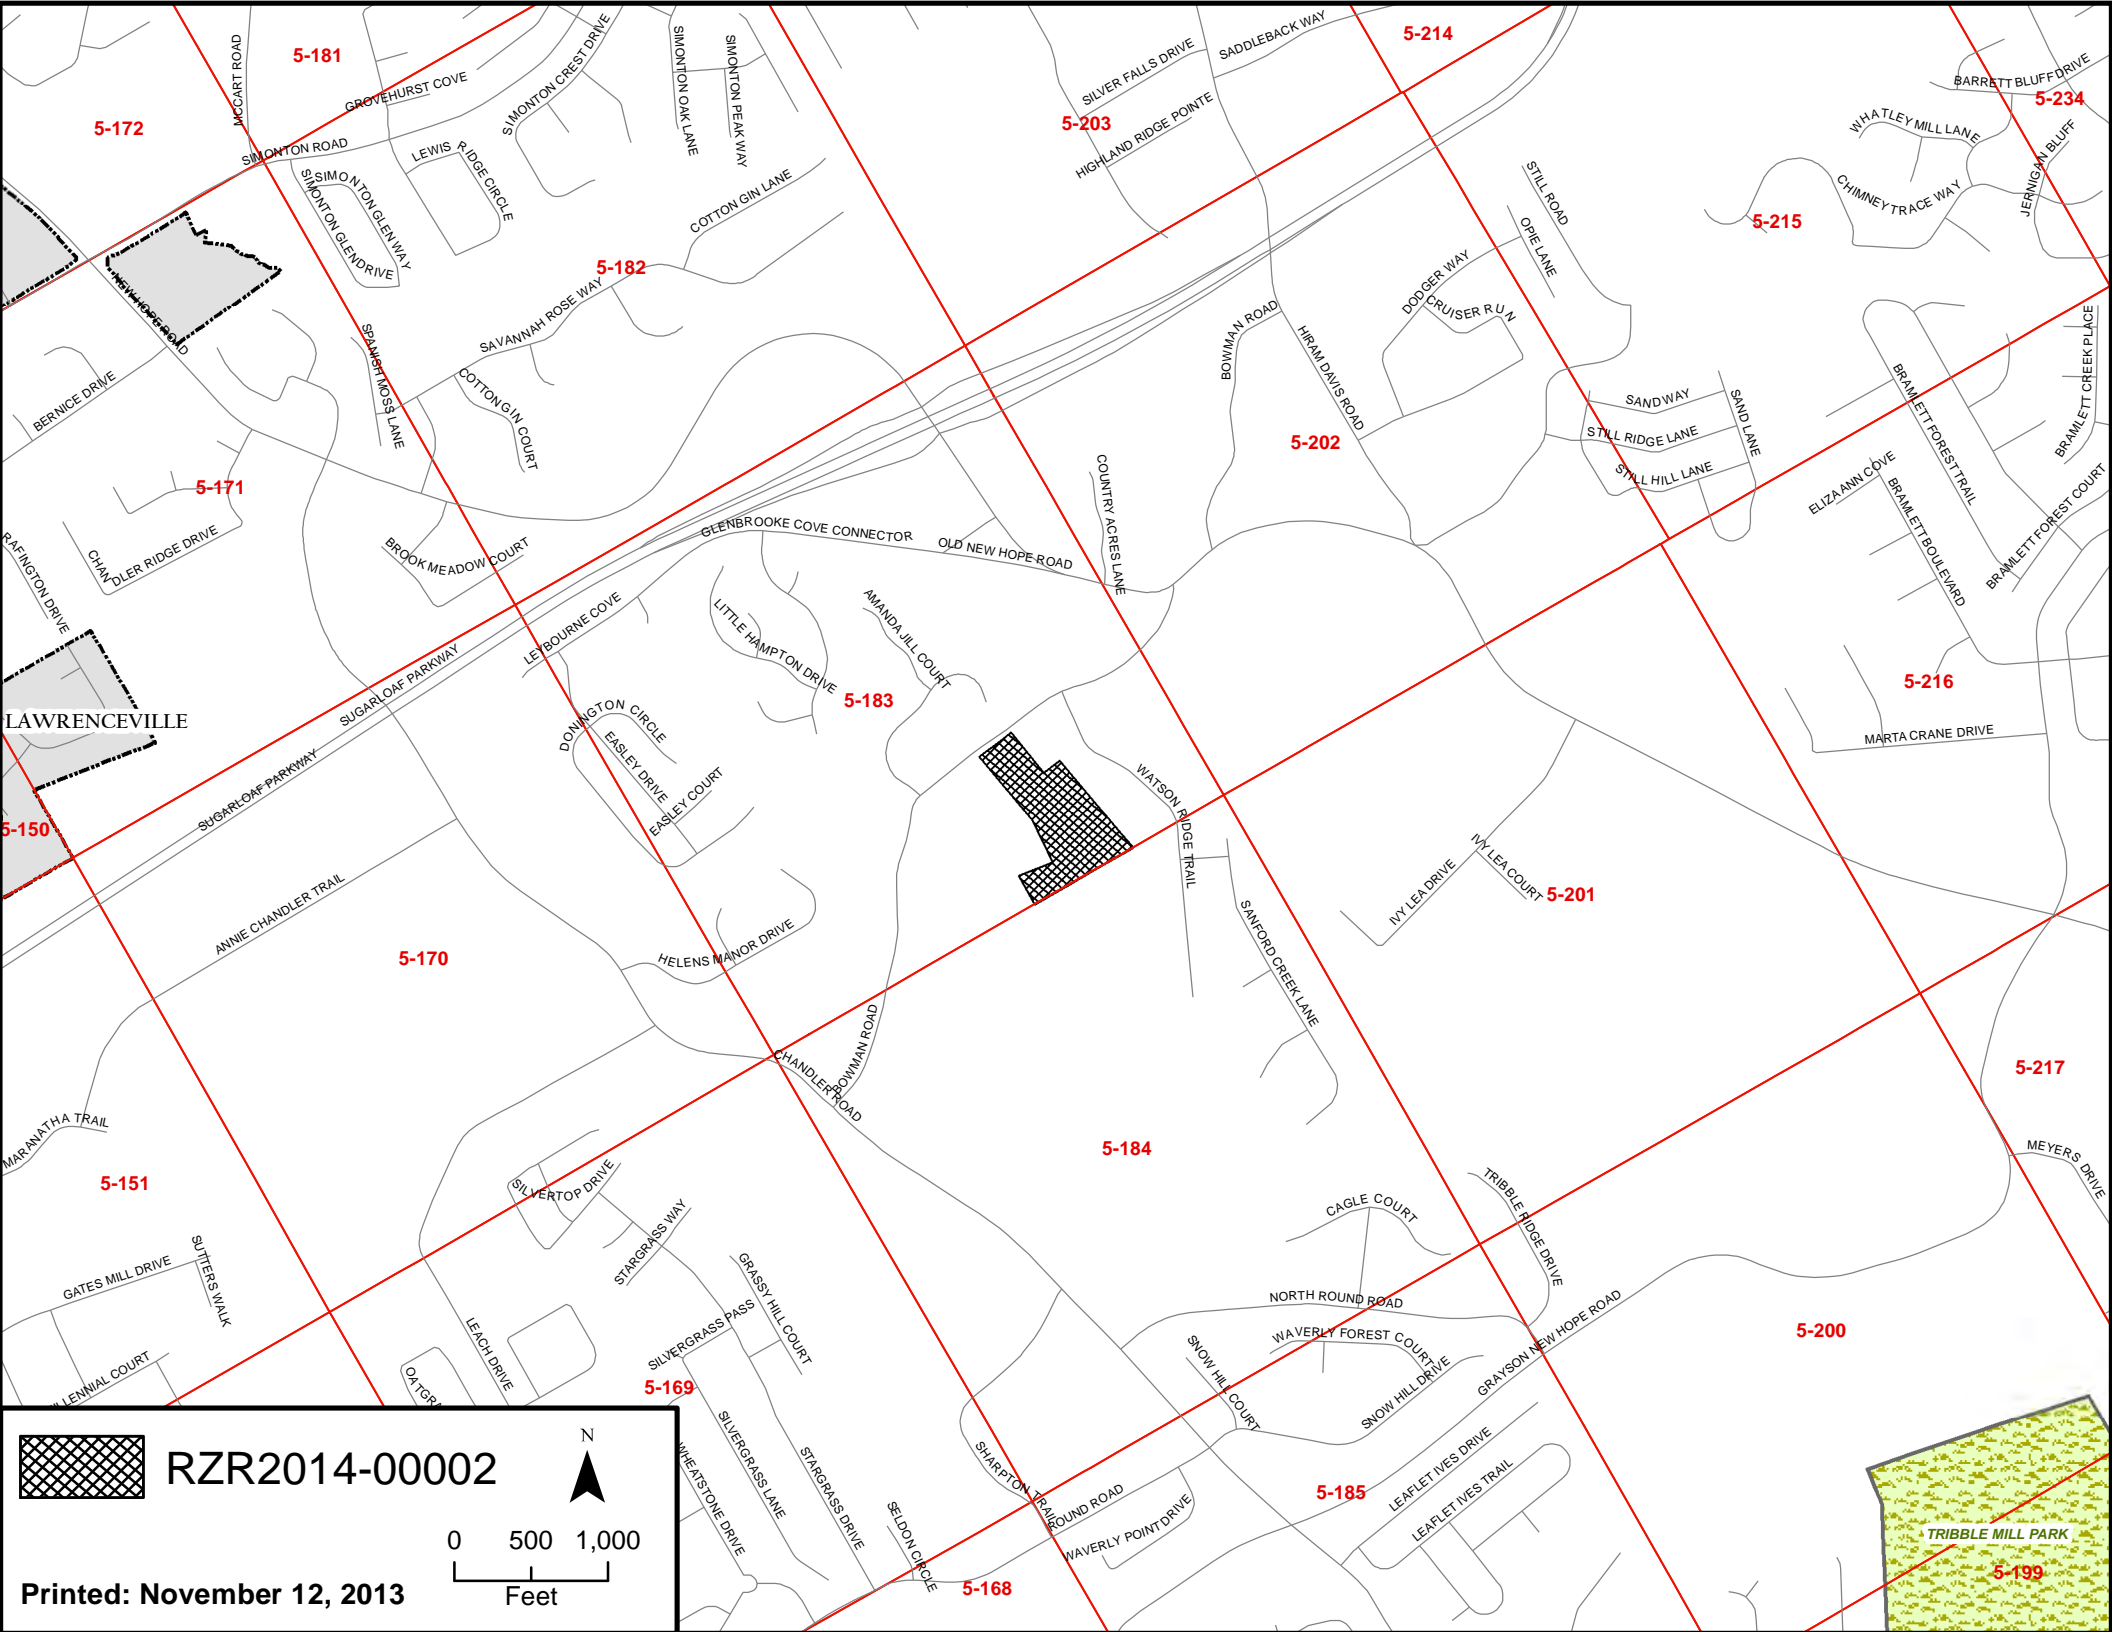 5-181
5-214
5-172
5-203
5-234
5-215
5-182
5-202
5-171
5-216
5-183
5-150
5-201
5-170
5-217
5-184
5-151
5-200
5-169
5-185
5-168
5-199
MCCART ROAD
GROVEHURST COVE
SIMONTON CREST DRIVE
SIMONTON OAK LANE
SIMONTON PEAK WAY
SILVER FALLS DRIVE
SADDLEBACK WAY
HIGHLAND RIDGE POINTE
BARRETT BLUFF DRIVE
WHATLEY MILL LANE
JERNIGAN BLUFF
CHIMNEY TRACE WAY
SIMONTON ROAD
LEWIS RIDGE CIRCLE
SIMONTON GLEN WAY
SIMONTON GLEN DRIVE
COTTON GIN LANE
STILL ROAD
OPIE LANE
DODGER WAY
CRUISER RUN
NEW HOPE ROAD
SAVANNAH ROSE WAY
SPANISH MOSS LANE
COTTON GIN COURT
BERNICE DRIVE
BOWMAN ROAD
HIRAM DAVIS ROAD
SAND WAY
SAND LANE
STILL RIDGE LANE
STILL HILL LANE
BRAMLETT FOREST TRAIL
BRAMLETT CREEK PLACE
ELIZA ANN COVE
BRAMLETT BOULEVARD
BRAMLETT FOREST COURT
COUNTRY ACRES LANE
CHANDLER RIDGE DRIVE
RAFINGTON DRIVE
BROOK MEADOW COURT
GLENBROOKE COVE CONNECTOR
OLD NEW HOPE ROAD
LEYBOURNE COVE
LITTLE HAMPTON DRIVE
AMANDA JILL COURT
SUGARLOAF PARKWAY
SUGARLOAF PARKWAY
LAWRENCEVILLE
DONINGTON CIRCLE
EASLEY DRIVE
EASLEY COURT
MARTA CRANE DRIVE
WATSON RIDGE TRAIL
IVY LEA DRIVE
IVY LEA COURT
ANNIE CHANDLER TRAIL
HELENS MANOR DRIVE
SANFORD CREEK LANE
BOWMAN ROAD
CHANDLER ROAD
MARANATHA TRAIL
MEYERS DRIVE
SILVERTOP DRIVE
STARGRASS WAY
CAGLE COURT
TRIBBLE RIDGE DRIVE
GATES MILL DRIVE
SUTTERS WALK
GRASSY HILL COURT
NORTH ROUND ROAD
LEACH DRIVE
SILVERGRASS PASS
WAVERLY FOREST COURT
SNOW HILL COURT
SNOW HILL DRIVE
GRAYSON NEW HOPE ROAD
LLENNIAL COURT
OATGRA
SILVERGRASS LANE
WHEATSTONE DRIVE
STARGRASS DRIVE
SELDON CIRCLE
SHARPTON TRAIL
ROUND ROAD
WAVERLY POINT DRIVE
LEAFLET IVES DRIVE
LEAFLET IVES TRAIL
TRIBBLE MILL PARK
RZR2014-00002
N
0 500 1,000
Feet
Printed: November 12, 2013